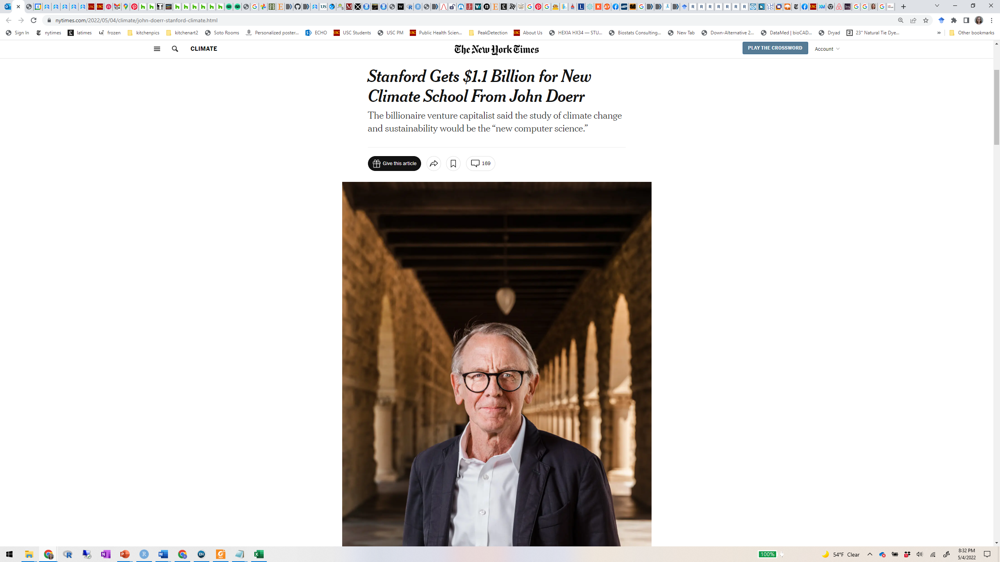 nytimes.com/2022/05/04/climate/john-doerr-stanford-climate.html
Sign In nytimes latimes frozen kitchenpics kitchenart2 Soto Rooms Personalized poster... ECHO USC Students USC PM Public Health Scien... PeakDetection About Us HEXIA HX34 — STU... Biostats Consulting... New Tab Down-Alternative 2... DataMed | bioCAD... Dryad 23" Natural Tie Dye... » Other bookmarks
CLIMATE The New York Times PLAY THE CROSSWORD Account
Stanford Gets $1.1 Billion for New
Climate School From John Doerr
The billionaire venture capitalist said the study of climate change
and sustainability would be the “new computer science.”
Give this article 169
100% 54°F Clear 8:32 PM
5/4/2022